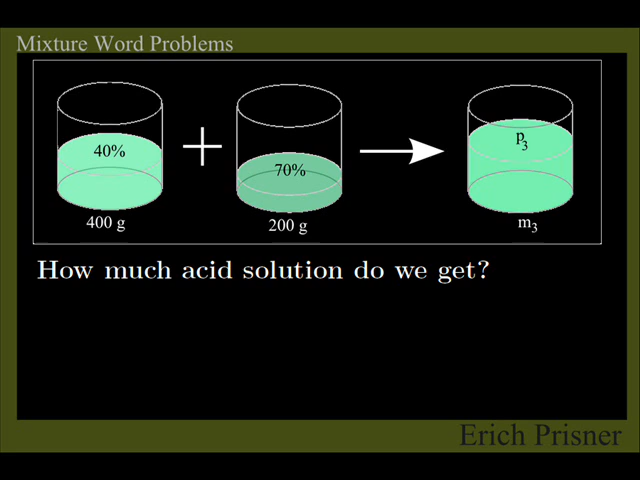 Mixture Word Problems
40% + 70% p3
400 g 200 g m3
How much acid solution do we get?
Erich Prisner